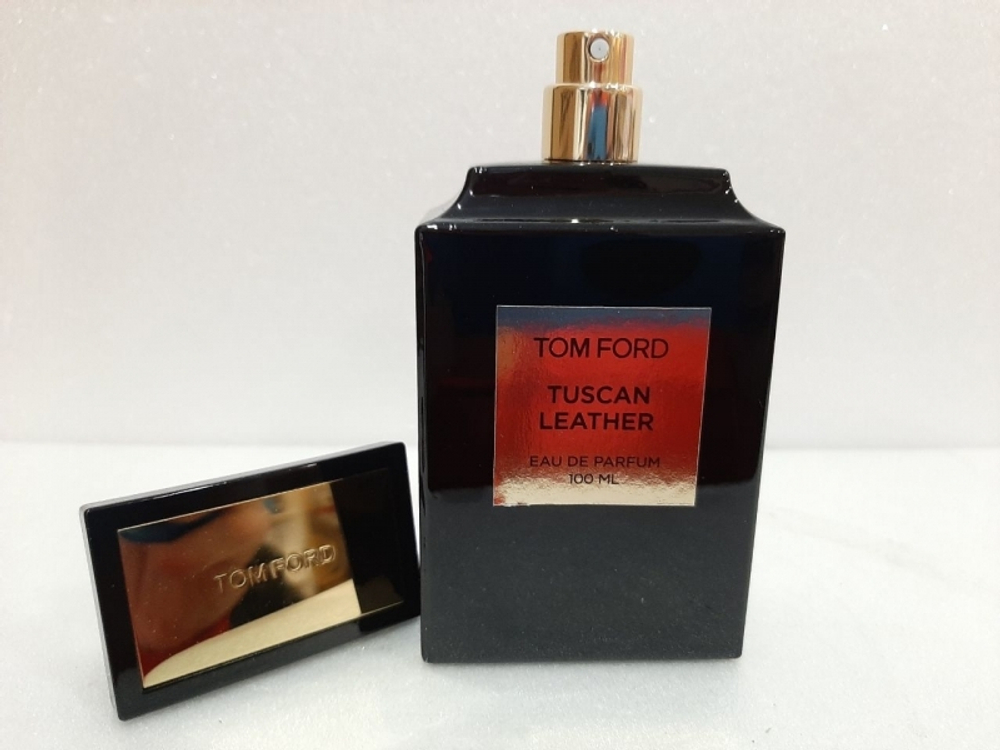 TOM FORD
TUSCAN
LEATHER
EAU DE PARFUM
100 ML
TOM FORD